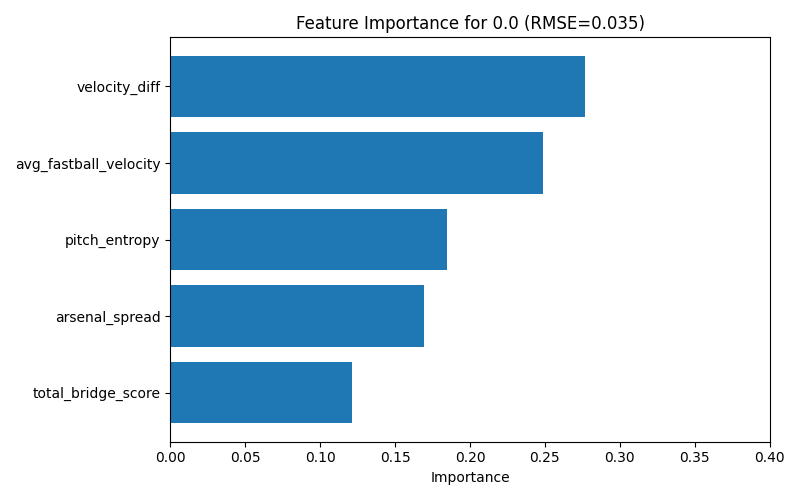 Feature Importance for 0.0 (RMSE=0.035)
velocity_diff
avg_fastball_velocity
pitch_entropy
arsenal_spread
total_bridge_score
0.00 0.05 0.10 0.15 0.20 0.25 0.30 0.35 0.40
Importance